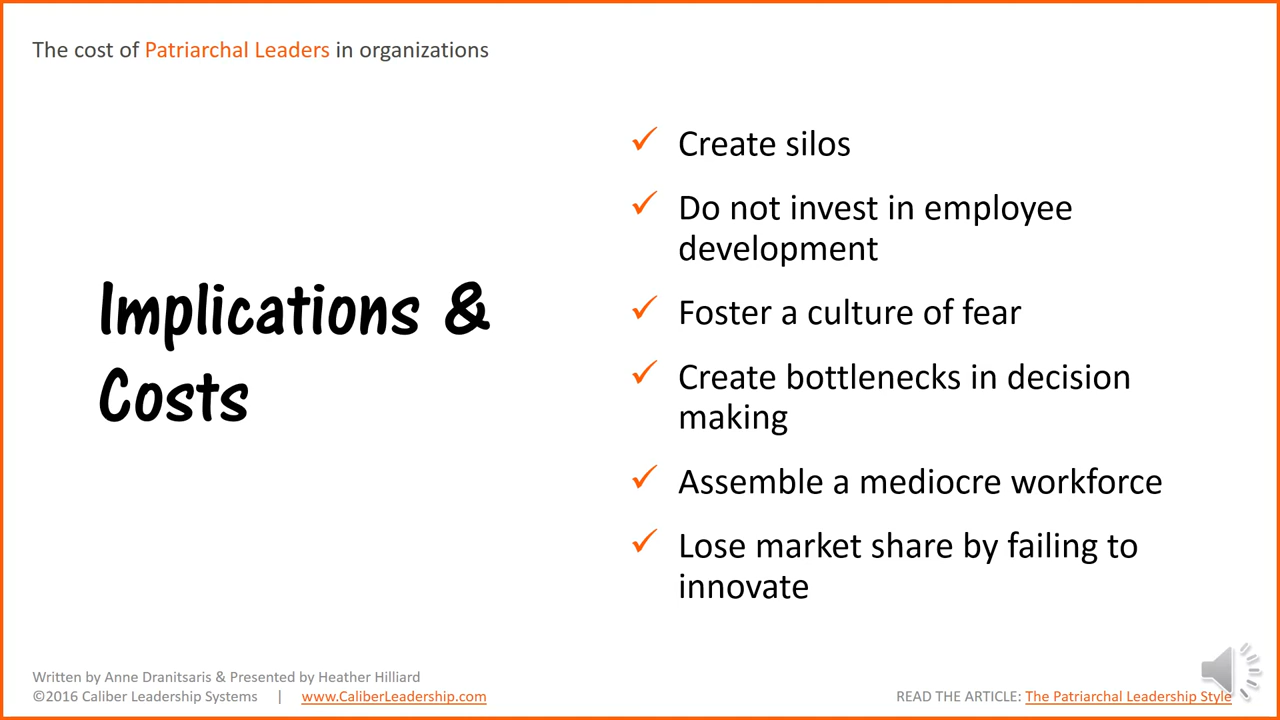 The cost of Patriarchal Leaders in organizations
Implications &
Costs
✓ Create silos
✓ Do not invest in employee
development
✓ Foster a culture of fear
✓ Create bottlenecks in decision
making
✓ Assemble a mediocre workforce
✓ Lose market share by failing to
innovate
Written by Anne Dranitsaris & Presented by Heather Hilliard
©2016 Caliber Leadership Systems | www.CaliberLeadership.com
READ THE ARTICLE: The Patriarchal Leadership Style